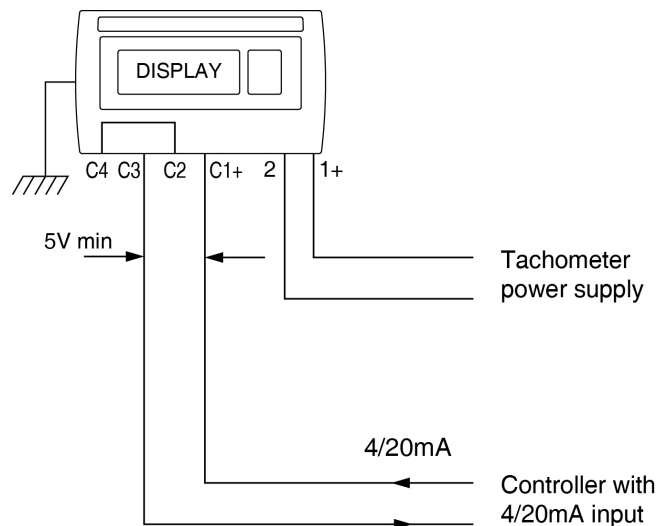 DISPLAY
C4 C3 C2 C1+ 2 1+
5V min
Tachometer
power supply
4/20mA
Controller with
4/20mA input